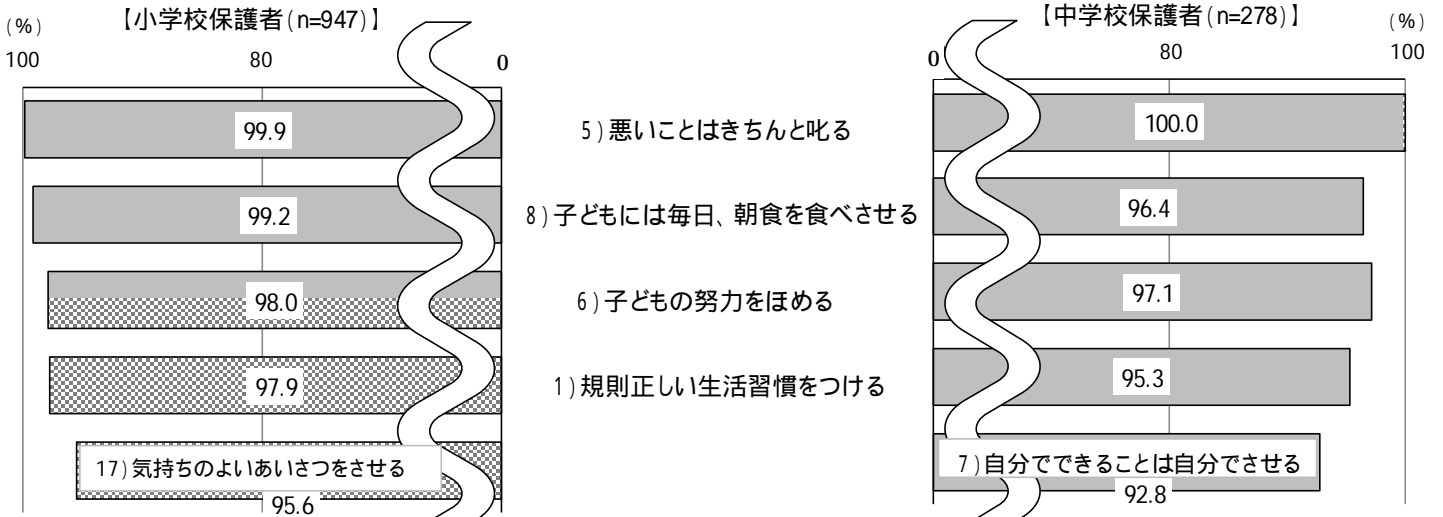 【小学校保護者(n=947)】
(%)
100
80
0
【中学校保護者(n=278)】
(%)
0
80
100
99.9
5)悪いことはきちんと叱る
100.0
99.2
8)子どもには毎日、朝食を食べさせる
96.4
98.0
6)子どもの努力をほめる
97.1
97.9
1)規則正しい生活習慣をつける
95.3
17)気持ちのよいあいさつをさせる
95.6
7)自分でできることは自分でさせる
92.8